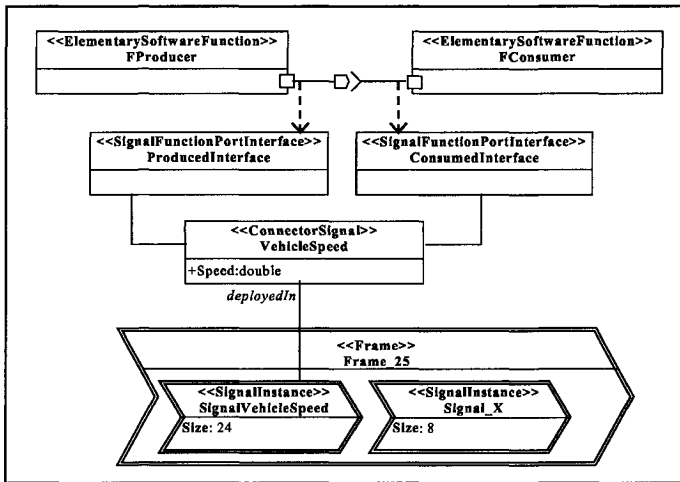 <<ElementarySoftwareFunction>>
FProducer
<<ElementarySoftwareFunction>>
FConsumer
<<SignalFunctionPortInterface>>
ProducedInterface
<<SignalFunctionPortInterface>>
ConsumedInterface
<<ConnectorSignal>>
VehicleSpeed
+Speed:double
deployedIn
<<Frame>>
Frame_25
<<SignalInstance>>
SignalVehicleSpeed
Size: 24
<<SignalInstance>>
Signal_X
Size: 8